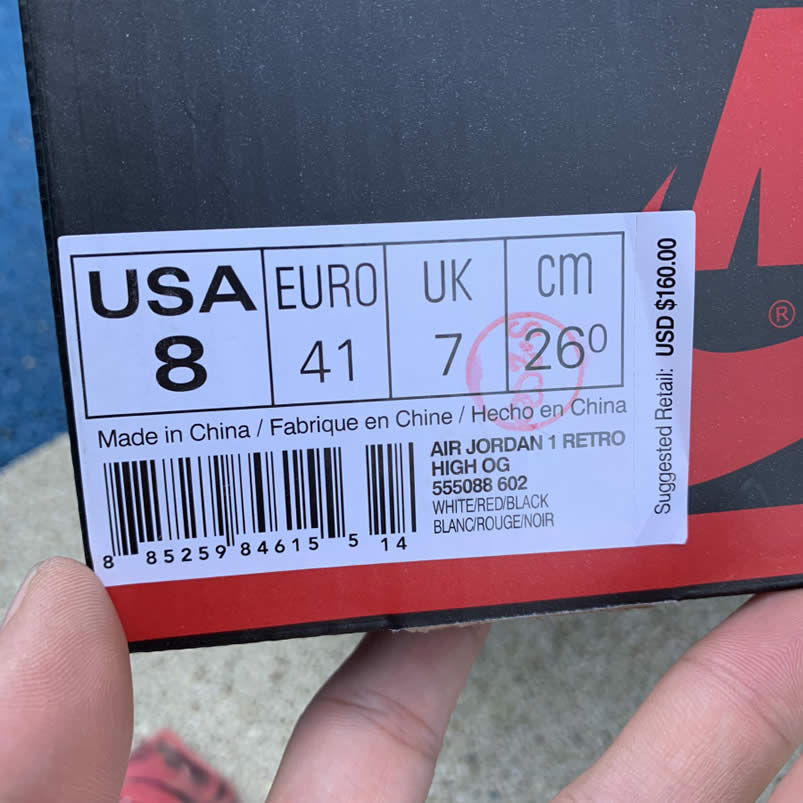 USA EURO UK cm
8 41 7 26⁰
Made in China / Fabrique en Chine / Hecho en China
AIR JORDAN 1 RETRO
HIGH OG
555088 602
WHITE/RED/BLACK
BLANC/ROUGE/NOIR
8 85259 84615 5 14
Suggested Retail: USD $160.00
®